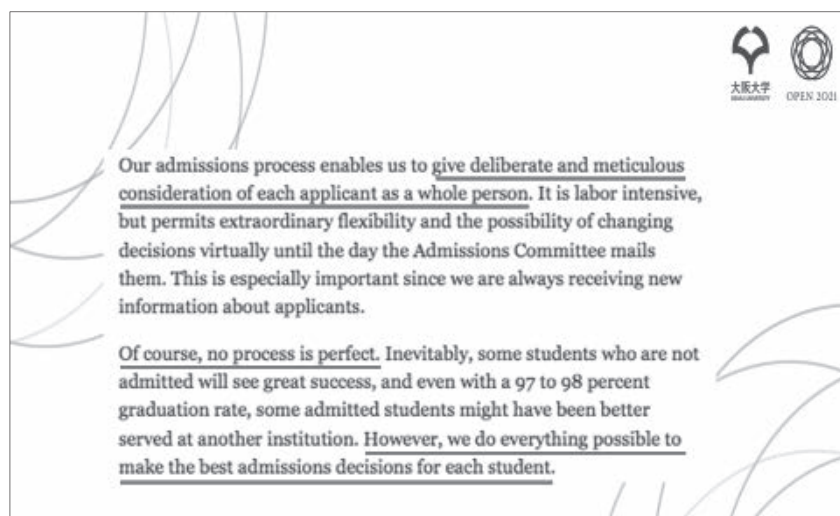 大阪大学
OSAKA UNIVERSITY
OPEN 2021
Our admissions process enables us to give deliberate and meticulous
consideration of each applicant as a whole person. It is labor intensive,
but permits extraordinary flexibility and the possibility of changing
decisions virtually until the day the Admissions Committee mails
them. This is especially important since we are always receiving new
information about applicants.
Of course, no process is perfect. Inevitably, some students who are not
admitted will see great success, and even with a 97 to 98 percent
graduation rate, some admitted students might have been better
served at another institution. However, we do everything possible to
make the best admissions decisions for each student.